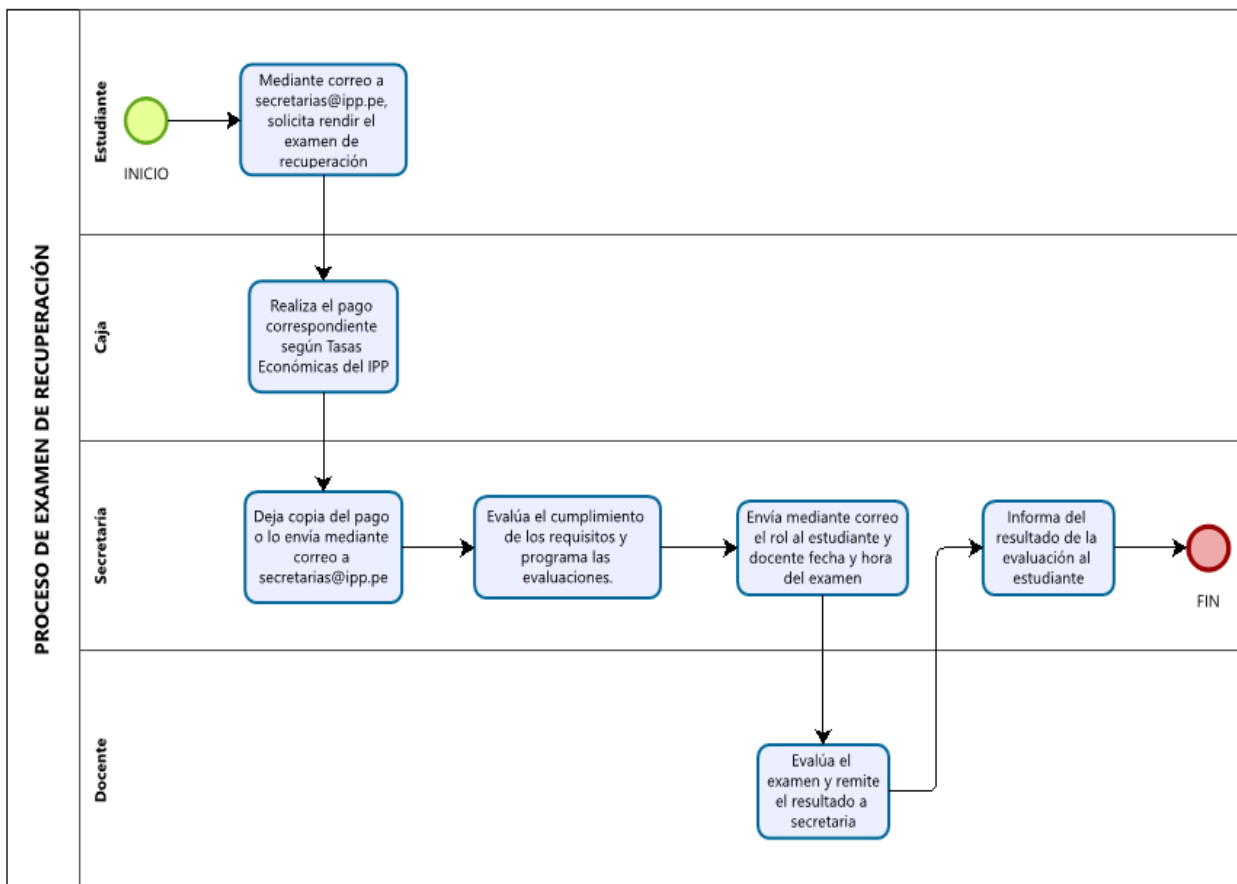 PROCESO DE EXAMEN DE RECUPERACIÓN
Estudiante
INICIO
Mediante correo a
secretarias@ipp.pe,
solicita rendir el
examen de
recuperación
Caja
Realiza el pago
correspondiente
según Tasas
Económicas del IPP
Secretaría
Deja copia del pago
o lo envía mediante
correo a
secretarias@ipp.pe
Evalúa el cumplimiento
de los requisitos y
programa las
evaluaciones.
Envía mediante correo
el rol al estudiante y
docente fecha y hora
del examen
Informa del
resultado de la
evaluación al
estudiante
FIN
Docente
Evalúa el
examen y remite
el resultado a
secretaria